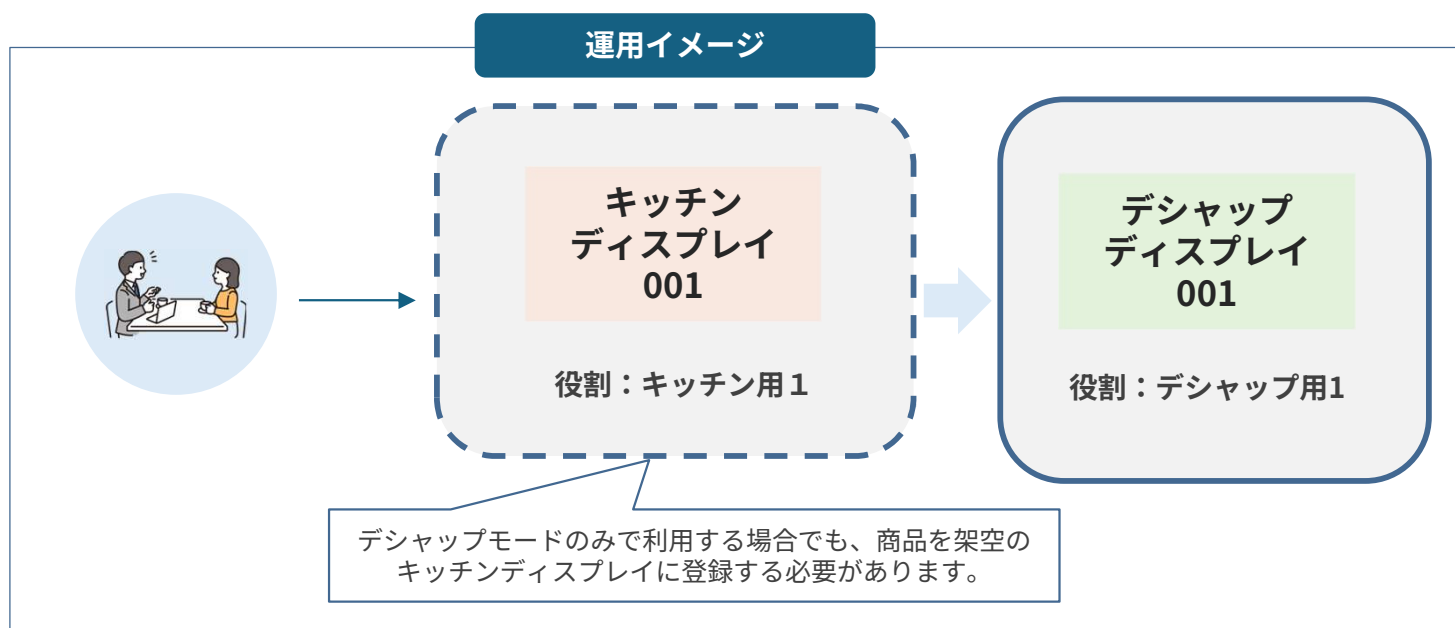 運用イメージ
キッチン
ディスプレイ
001
役割：キッチン用１
デシャップ
ディスプレイ
001
役割：デシャップ用1
デシャップモードのみで利用する場合でも、商品を架空の
キッチンディスプレイに登録する必要があります。